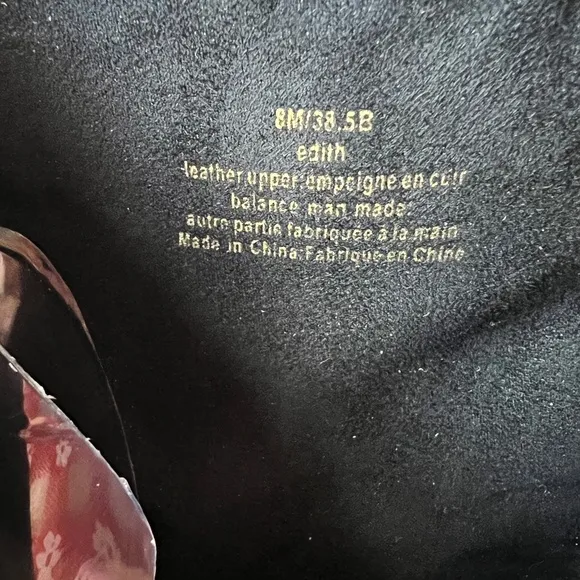 8M/38.5B
edith
leather upper-empeigne en cuir
balance man made:
autre partie fabriquée à la main
Made in China, Fabrique en Chine